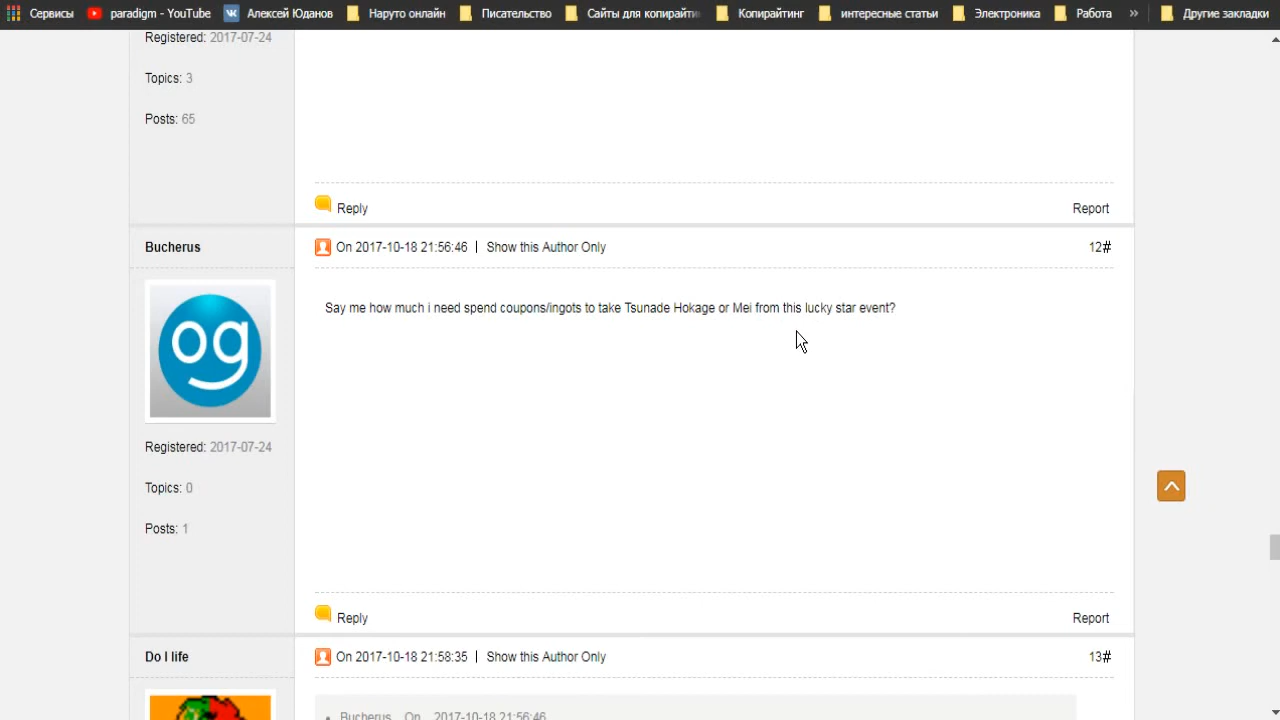 Сервисы paradigm - YouTube Алексей Юданов Наруто онлайн Писательство Сайты для копирайти Копирайтинг интересные статьи Электроника Работа » Другие закладки
Registered: 2017-07-24
Topics: 3
Posts: 65
Reply Report
Bucherus On 2017-10-18 21:56:46 | Show this Author Only 12#
Say me how much i need spend coupons/ingots to take Tsunade Hokage or Mei from this lucky star event?
og
Registered: 2017-07-24
Topics: 0
Posts: 1
Reply Report
Do I life On 2017-10-18 21:58:35 | Show this Author Only 13#
Bucherus On 2017-10-18 21:56:46